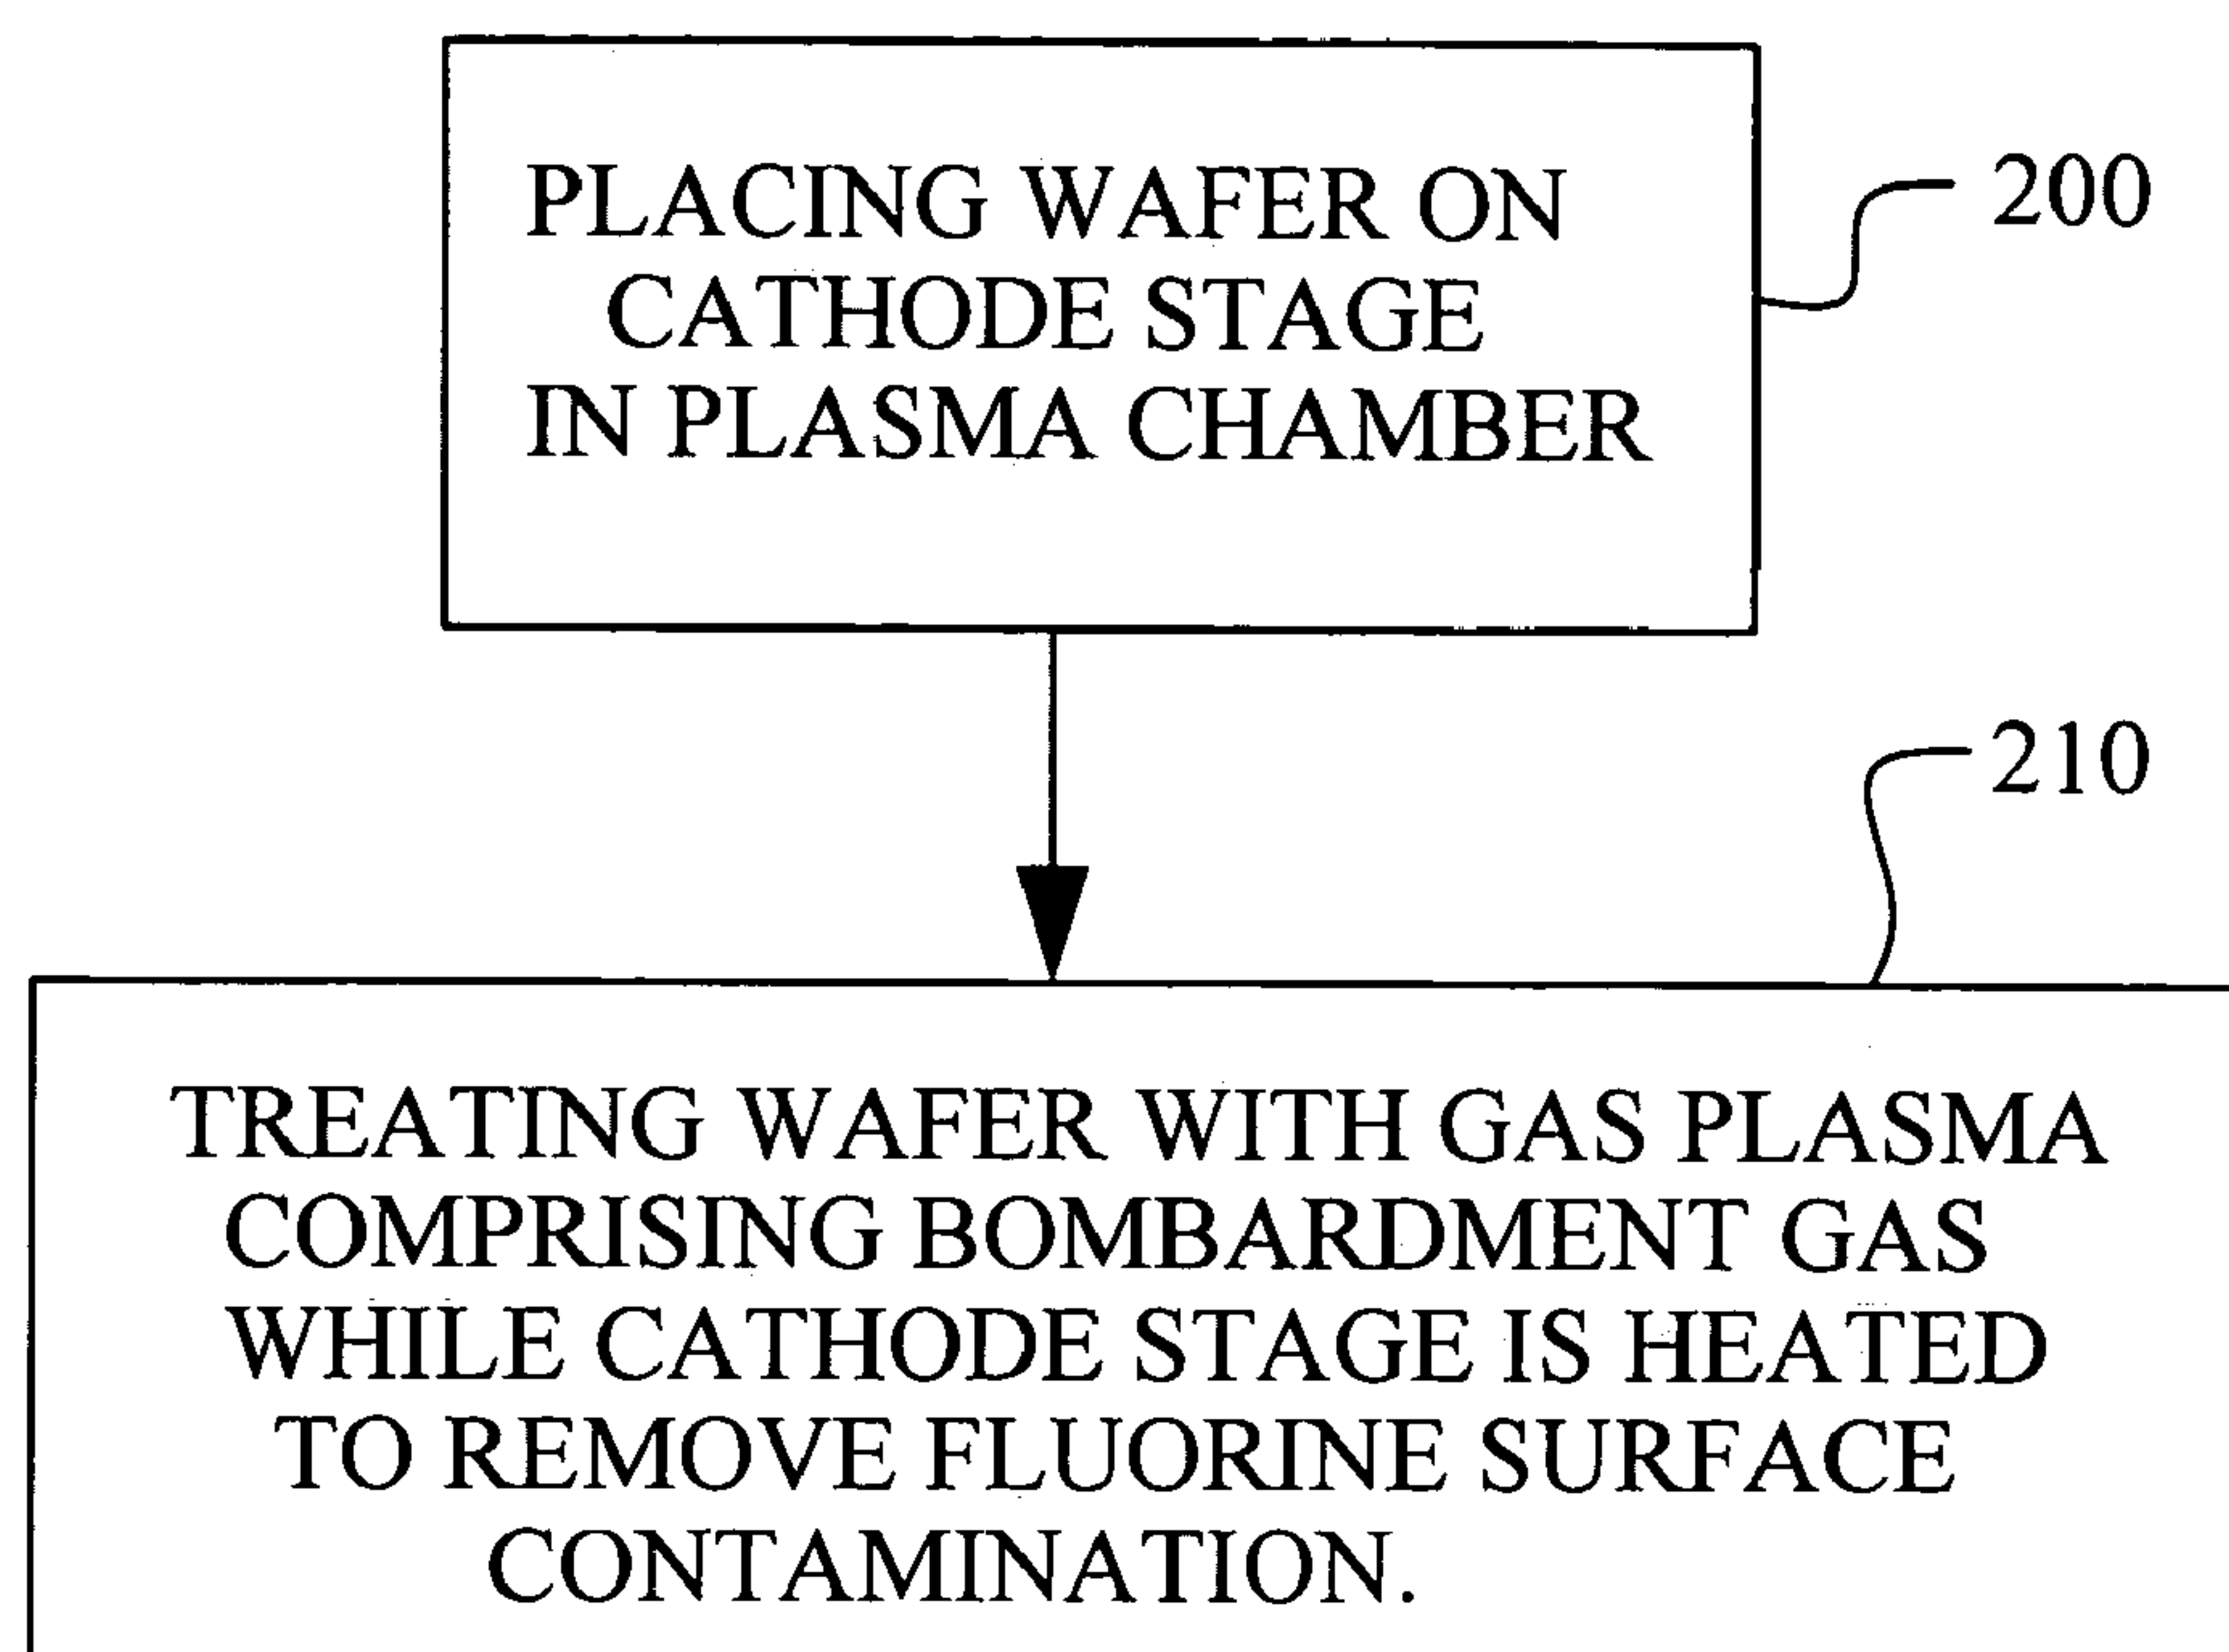 PLACING WAFER ON
CATHODE STAGE
IN PLASMA CHAMBER
200
210
TREATING WAFER WITH GAS PLASMA
COMPRISING BOMBARDMENT GAS
WHILE CATHODE STAGE IS HEATED
TO REMOVE FLUORINE SURFACE
CONTAMINATION.